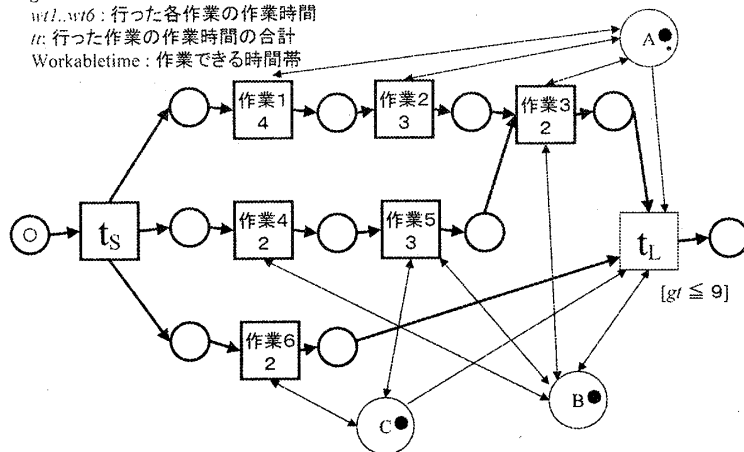 wt1..wt6 : 行った各作業の作業時間
tt: 行った作業の作業時間の合計
Workabletime : 作業できる時間帯
A
作業1
4
作業2
3
作業3
2
tS
作業4
2
作業5
3
tL
[gt ≦ 9]
作業6
2
C
B